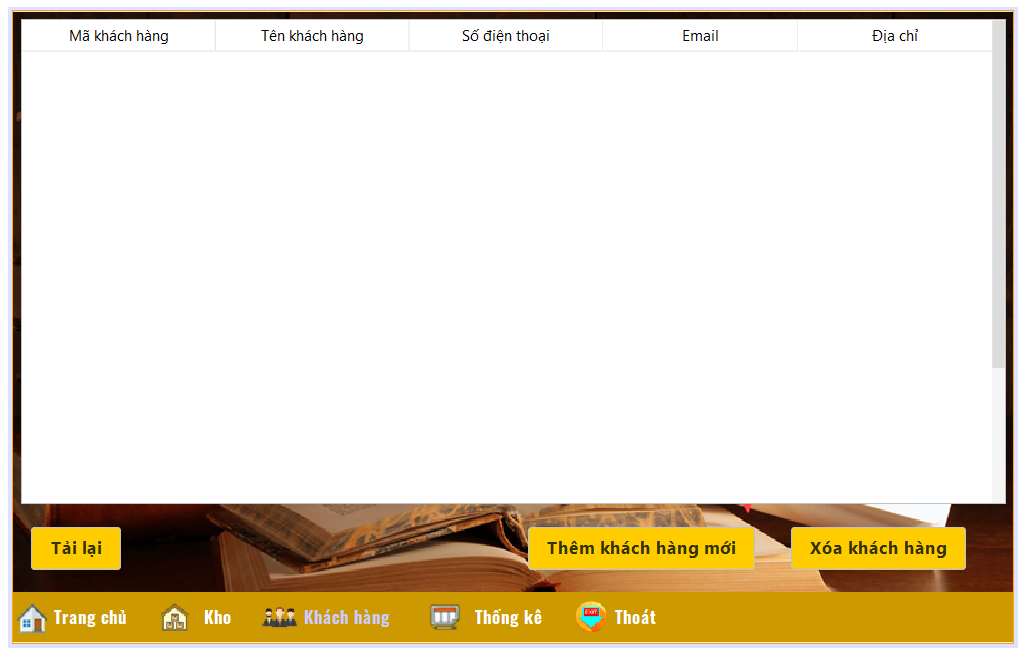 Mã khách hàng Tên khách hàng Số điện thoại Email Địa chỉ
Tải lại Thêm khách hàng mới Xóa khách hàng
Trang chủ Kho Khách hàng Thống kê EXIT Thoát